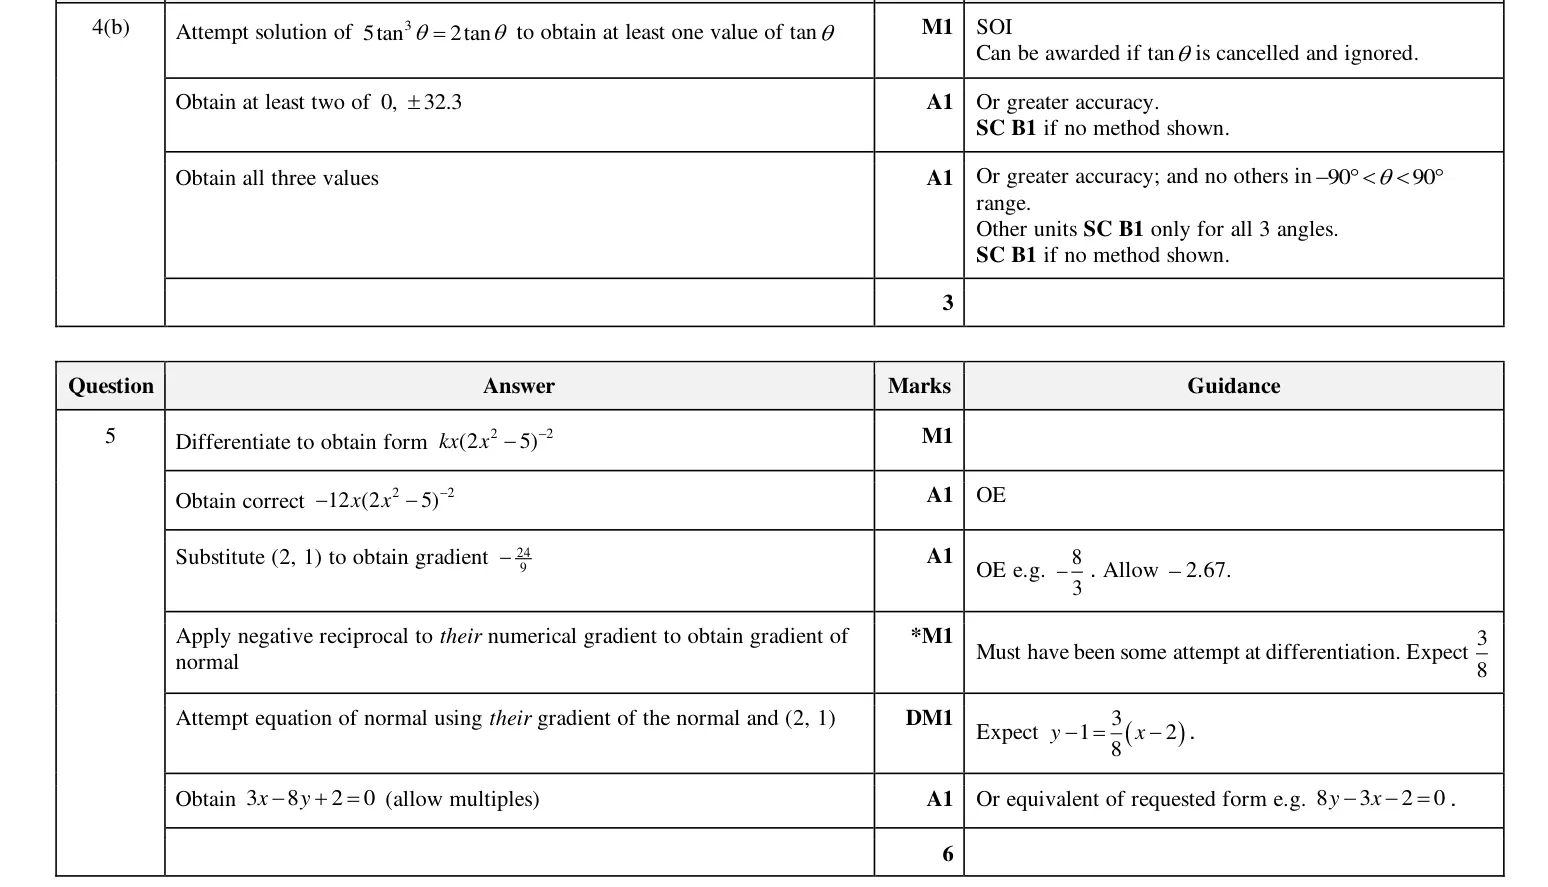 4(b)
Attempt solution of 5tan³θ = 2tanθ to obtain at least one value of tanθ
M1
SOI
Can be awarded if tanθ is cancelled and ignored.
Obtain at least two of 0, ±32.3
A1
Or greater accuracy.
SC B1 if no method shown.
Obtain all three values
A1
Or greater accuracy; and no others in –90° < θ < 90°
range.
Other units SC B1 only for all 3 angles.
SC B1 if no method shown.
3
Question Answer Marks Guidance
5
Differentiate to obtain form kx(2x² – 5)⁻²
M1
Obtain correct –12x(2x² – 5)⁻²
A1
OE
Substitute (2, 1) to obtain gradient –24/9
A1
OE e.g. –8/3. Allow – 2.67.
Apply negative reciprocal to their numerical gradient to obtain gradient of
normal
*M1
Must have been some attempt at differentiation. Expect 3/8
Attempt equation of normal using their gradient of the normal and (2, 1)
DM1
Expect y – 1 = 3/8(x – 2).
Obtain 3x – 8y + 2 = 0 (allow multiples)
A1
Or equivalent of requested form e.g. 8y – 3x – 2 = 0.
6